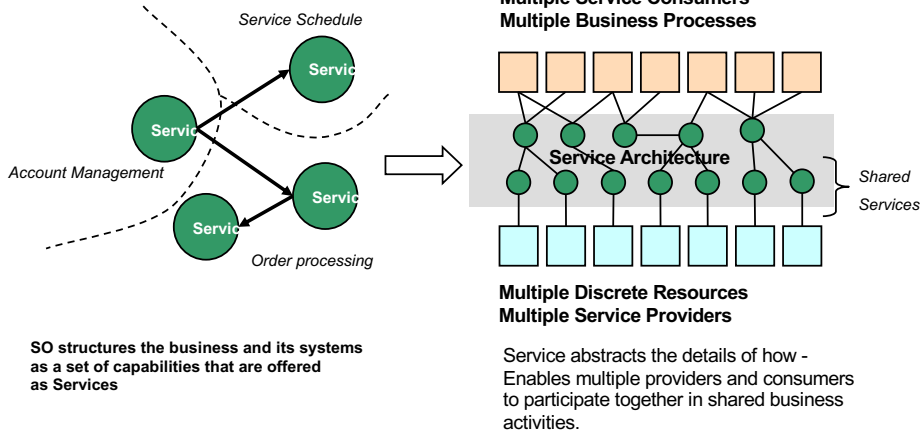 Service Schedule
Servic
Servic
Account Management
Servic
Servic
Order processing
SO structures the business and its systems
as a set of capabilities that are offered
as Services
Multiple Service Consumers
Multiple Business Processes
Service Architecture
Shared
Services
Multiple Discrete Resources
Multiple Service Providers
Service abstracts the details of how -
Enables multiple providers and consumers
to participate together in shared business
activities.